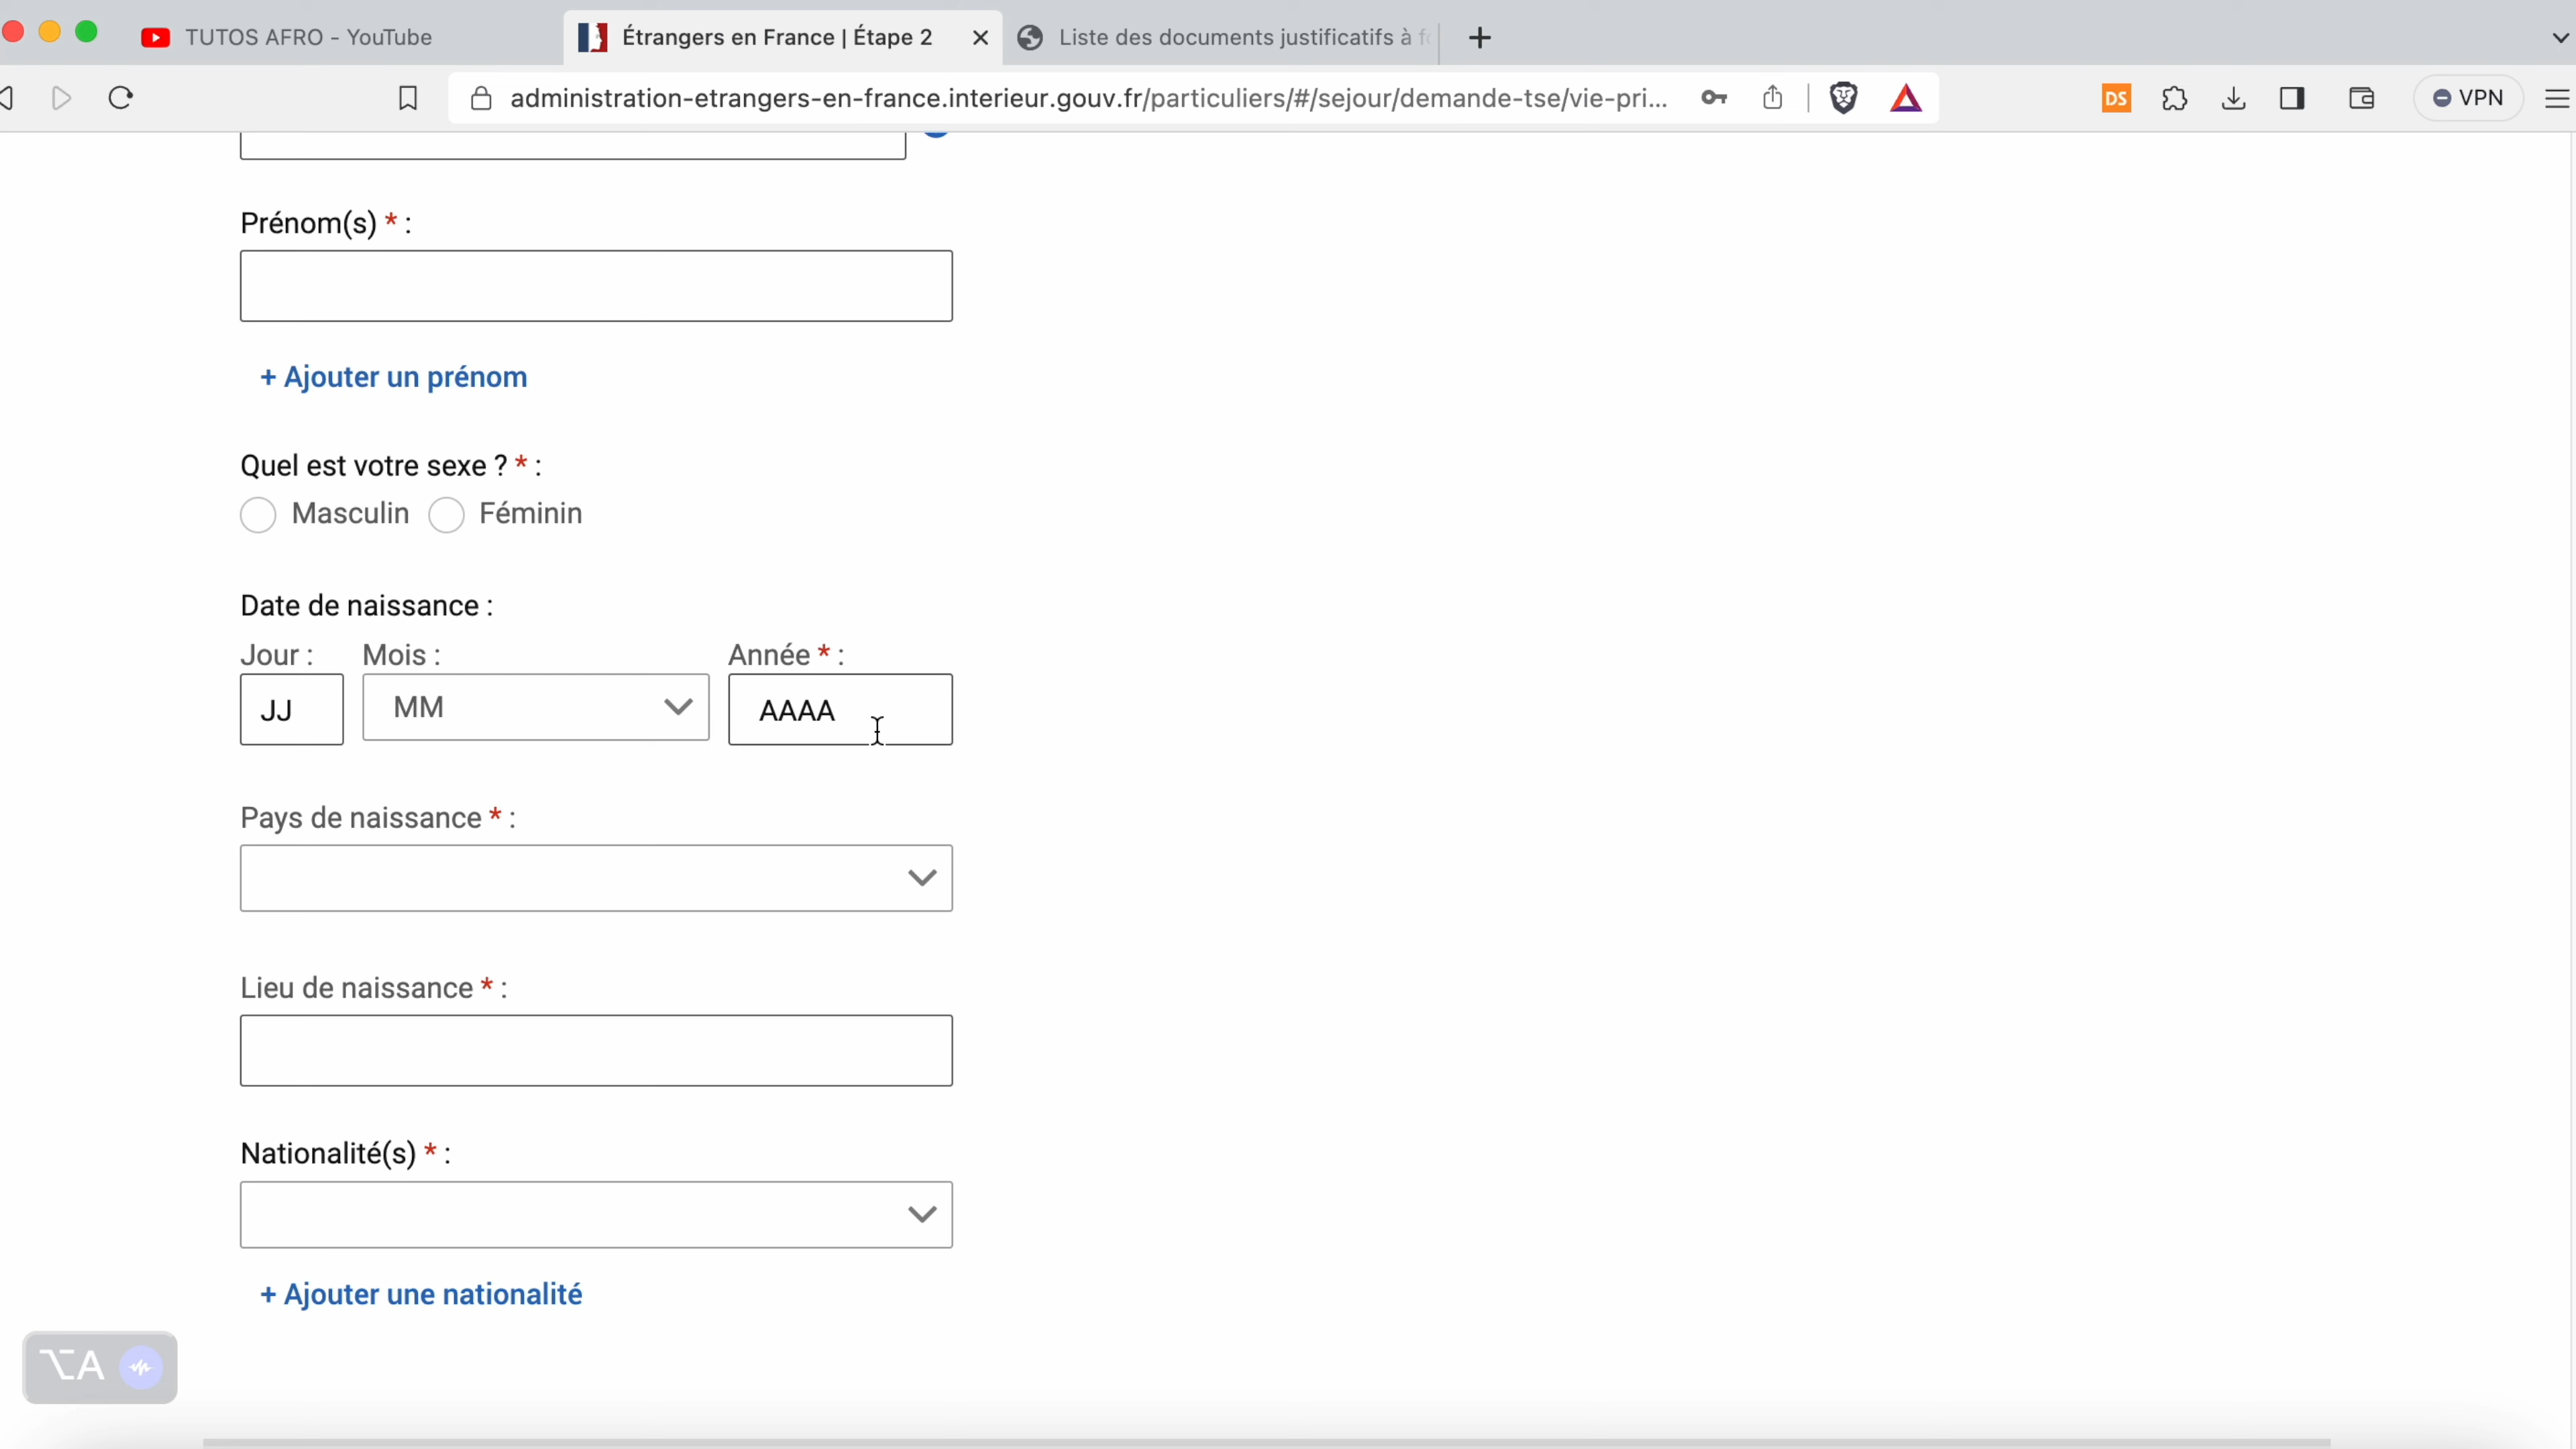 TUTOS AFRO - YouTube
Étrangers en France | Étape 2
Liste des documents justificatifs à
administration-etrangers-en-france.interieur.gouv.fr/particuliers/#/sejour/demande-tse/vie-pri...
DS
VPN
Prénom(s) * :
+ Ajouter un prénom
Quel est votre sexe ? * :
Masculin Féminin
Date de naissance :
Jour : Mois : Année * :
JJ MM AAAA
Pays de naissance * :
Lieu de naissance * :
Nationalité(s) * :
+ Ajouter une nationalité
⌥A